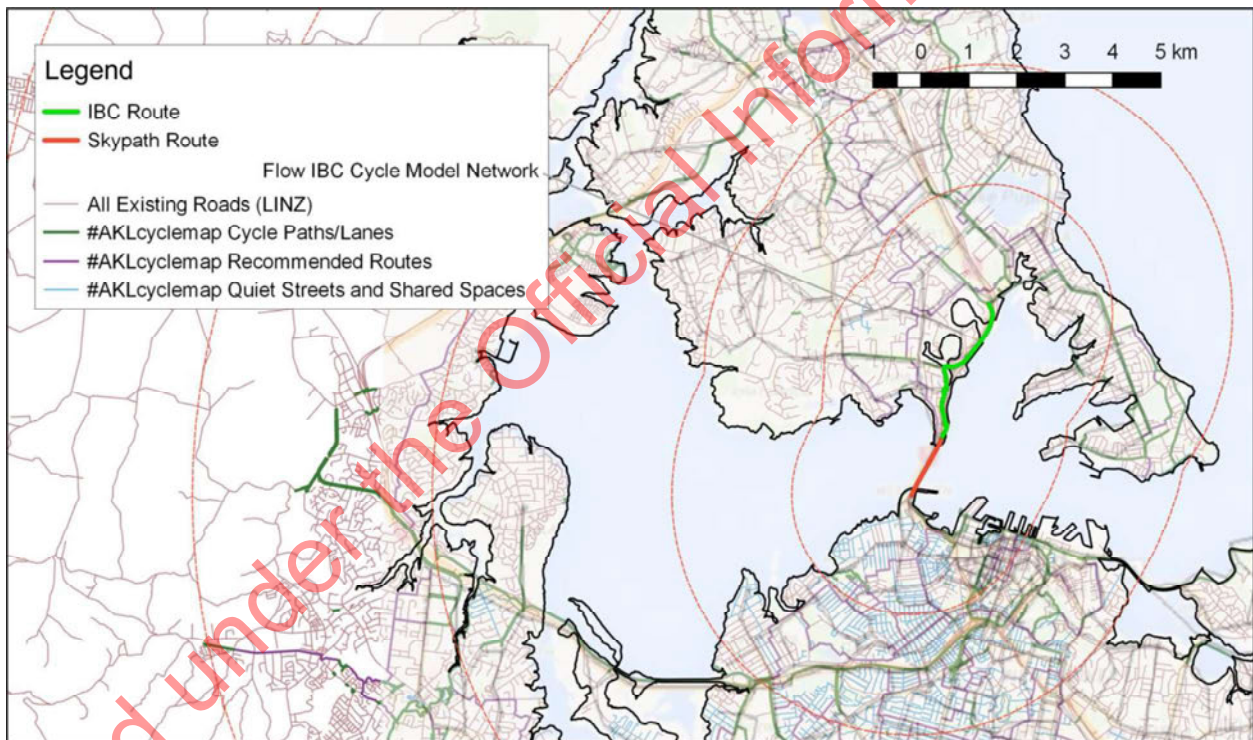 Legend
IBC Route
Skypath Route
Flow IBC Cycle Model Network
All Existing Roads (LINZ)
#AKLcyclemap Cycle Paths/Lanes
#AKLcyclemap Recommended Routes
#AKLcyclemap Quiet Streets and Shared Spaces
1 0 1 2 3 4 5 km
d under the Official Inform